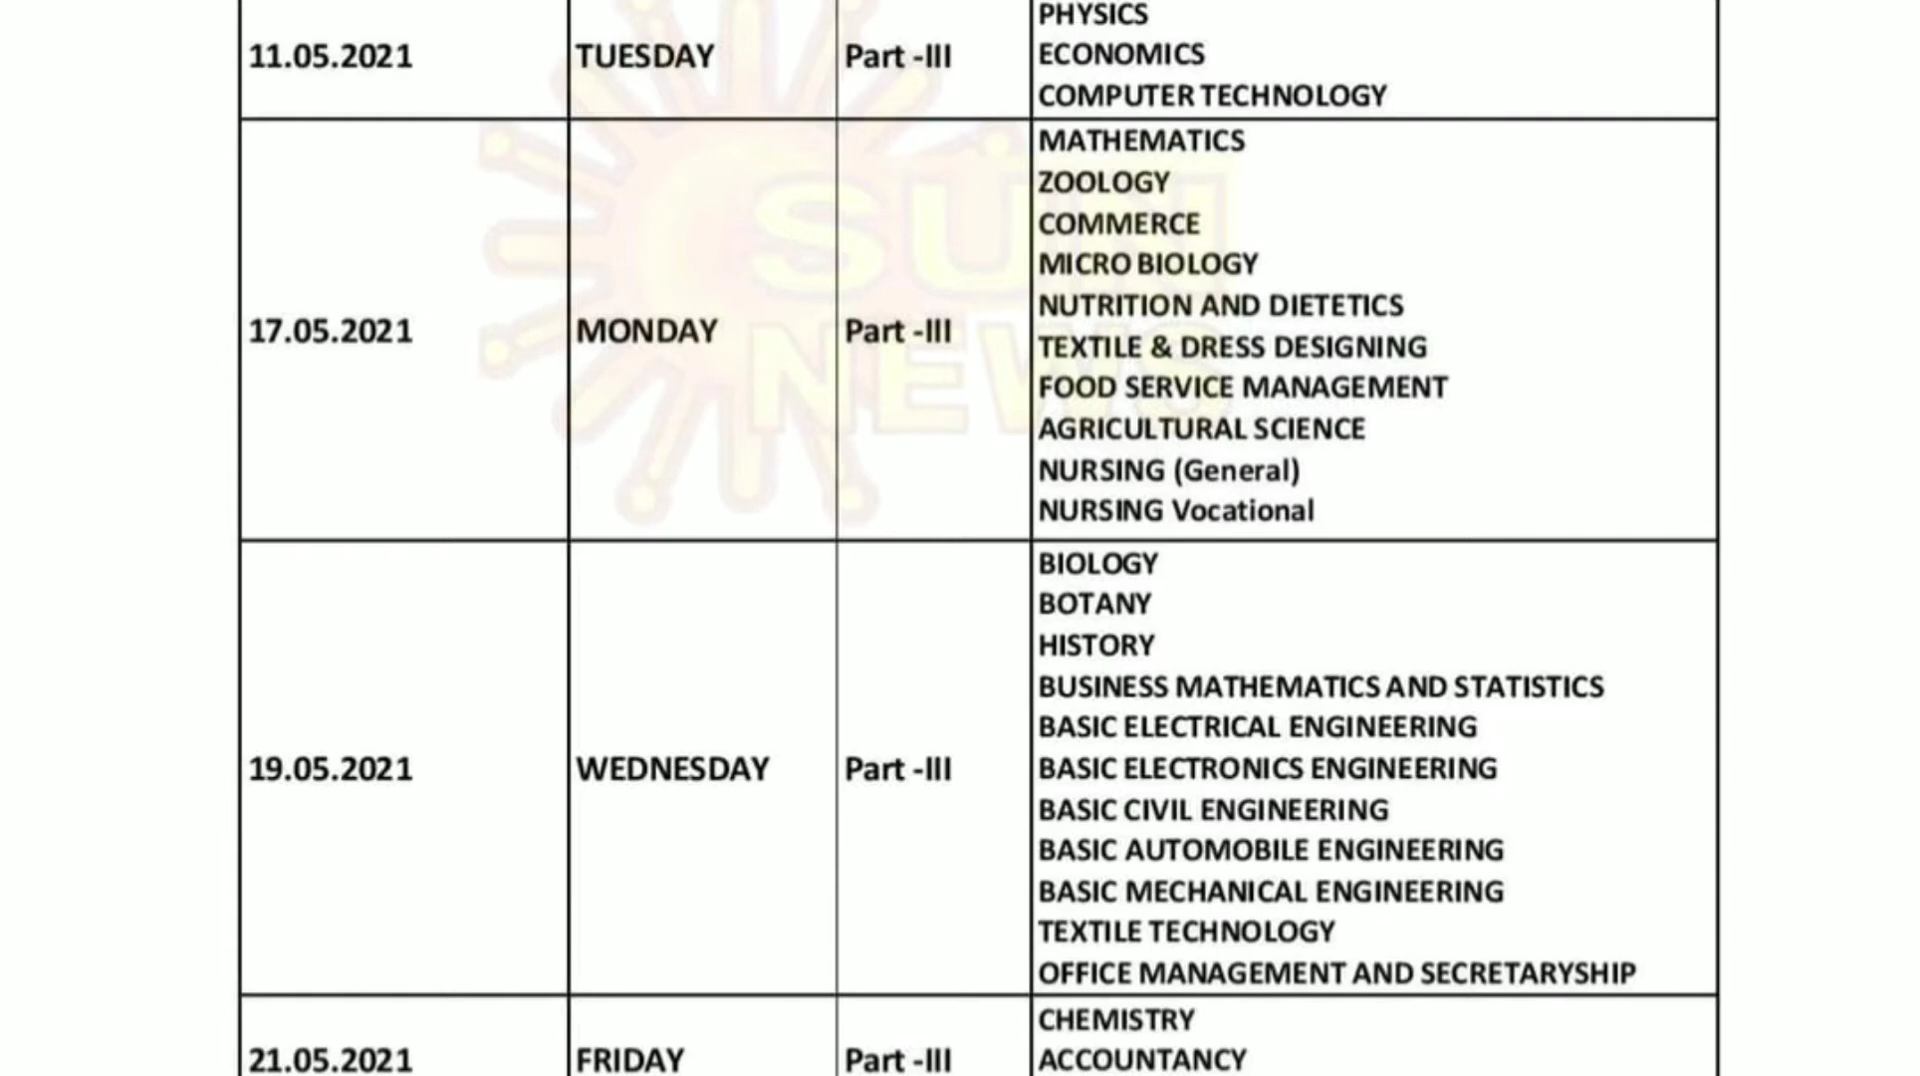 PHYSICS
11.05.2021 TUESDAY Part -III ECONOMICS
COMPUTER TECHNOLOGY
MATHEMATICS
ZOOLOGY
COMMERCE
MICRO BIOLOGY
NUTRITION AND DIETETICS
17.05.2021 MONDAY Part -III
TEXTILE & DRESS DESIGNING
FOOD SERVICE MANAGEMENT
AGRICULTURAL SCIENCE
NURSING (General)
NURSING Vocational
SUN
NEWS
BIOLOGY
BOTANY
HISTORY
BUSINESS MATHEMATICS AND STATISTICS
BASIC ELECTRICAL ENGINEERING
19.05.2021 WEDNESDAY Part -III BASIC ELECTRONICS ENGINEERING
BASIC CIVIL ENGINEERING
BASIC AUTOMOBILE ENGINEERING
BASIC MECHANICAL ENGINEERING
TEXTILE TECHNOLOGY
OFFICE MANAGEMENT AND SECRETARYSHIP
CHEMISTRY
21.05.2021 FRIDAY Part -III ACCOUNTANCY